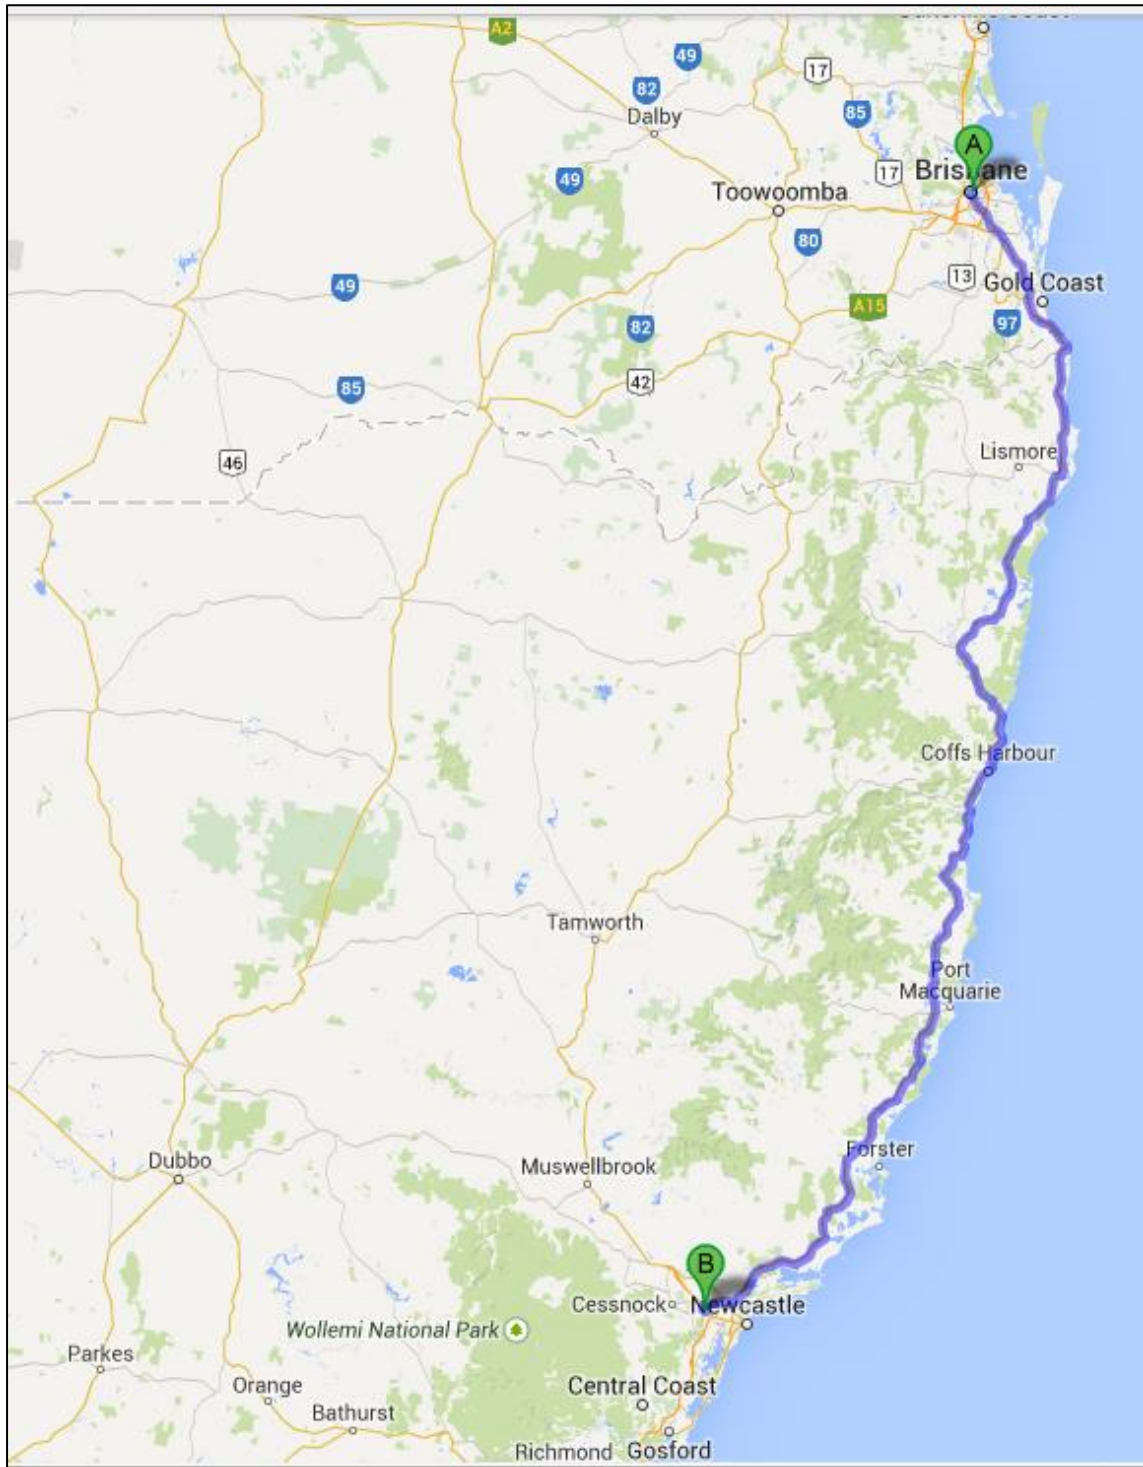 A2
49
17
82
85
Dalby
A
17
Brisbane
49
Toowoomba
80
13
Gold Coast
49
A15
97
82
42
85
Lismore
46
Coffs Harbour
Tamworth
Port
Macquarie
Forster
Dubbo
Muswellbrook
B
Cessnock
Newcastle
Wollemi National Park
Parkes
Central Coast
Orange
Bathurst
Richmond
Gosford